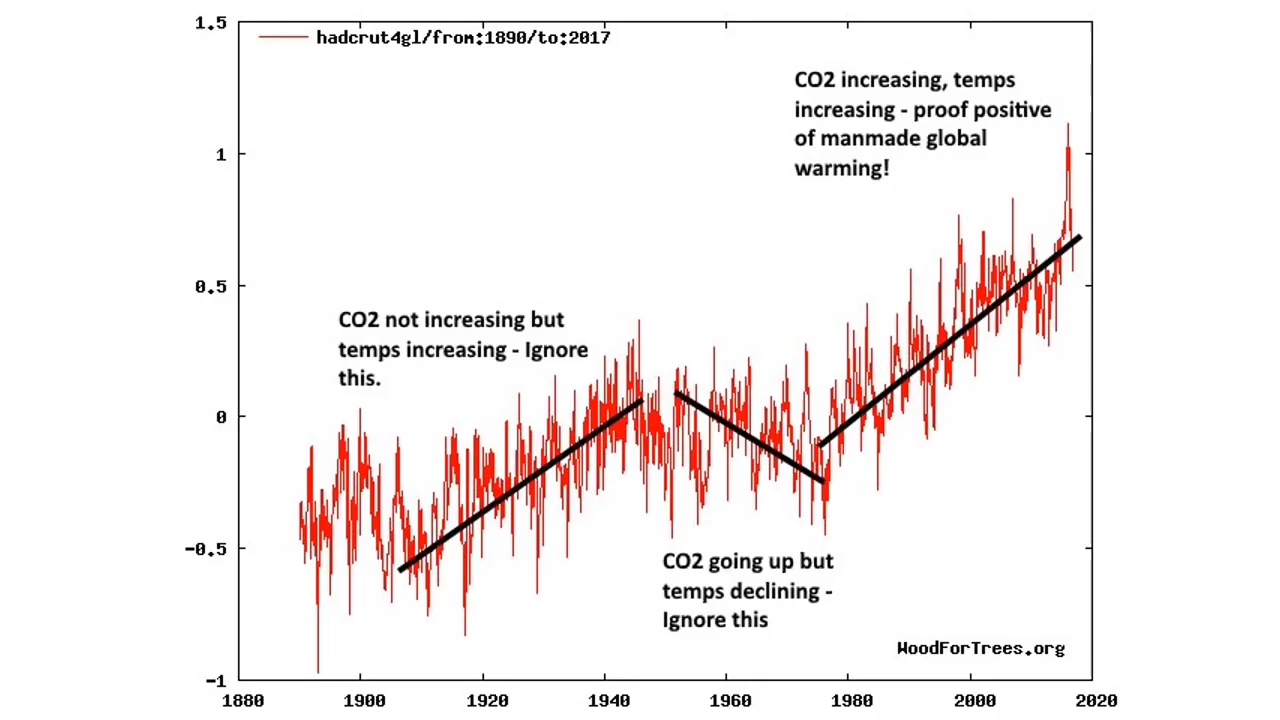 1.5
hadcrut4gl/from:1890/to:2017
CO2 increasing, temps
increasing - proof positive
of manmade global
warming!
1
0.5
CO2 not increasing but
temps increasing - Ignore
this.
0
-0.5
CO2 going up but
temps declining -
Ignore this
WoodForTrees.org
-1
1880 1900 1920 1940 1960 1980 2000 2020